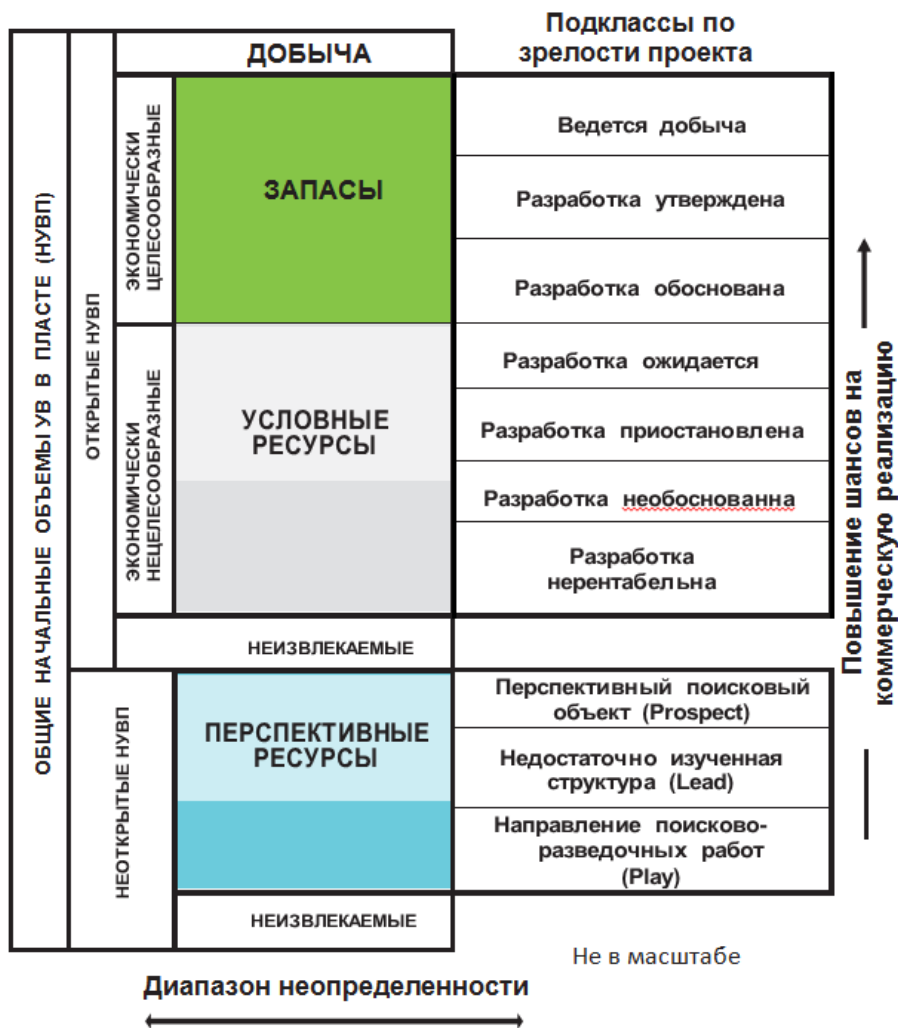 Подклассы по
зрелости проекта
ДОБЫЧА
ОБЩИЕ НАЧАЛЬНЫЕ ОБЪЕМЫ УВ В ПЛАСТЕ (НУВП)
ОТКРЫТЫЕ НУВП
ЭКОНОМИЧЕСКИ
ЦЕЛЕСООБРАЗНЫЕ
ЗАПАСЫ
Ведется добыча
Разработка утверждена
Разработка обоснована
ЭКОНОМИЧЕСКИ
НЕЦЕЛЕСООБРАЗНЫЕ
УСЛОВНЫЕ
РЕСУРСЫ
Разработка ожидается
Разработка приостановлена
Разработка необоснованна
Разработка
нерентабельна
НЕИЗВЛЕКАЕМЫЕ
НЕОТКРЫТЫЕ НУВП
ПЕРСПЕКТИВНЫЕ
РЕСУРСЫ
Перспективный поисковый
объект (Prospect)
Недостаточно изученная
структура (Lead)
Направление поисково-
разведочных работ
(Play)
НЕИЗВЛЕКАЕМЫЕ
Повышение шансов на
коммерческую реализацию
Не в масштабе
Диапазон неопределенности